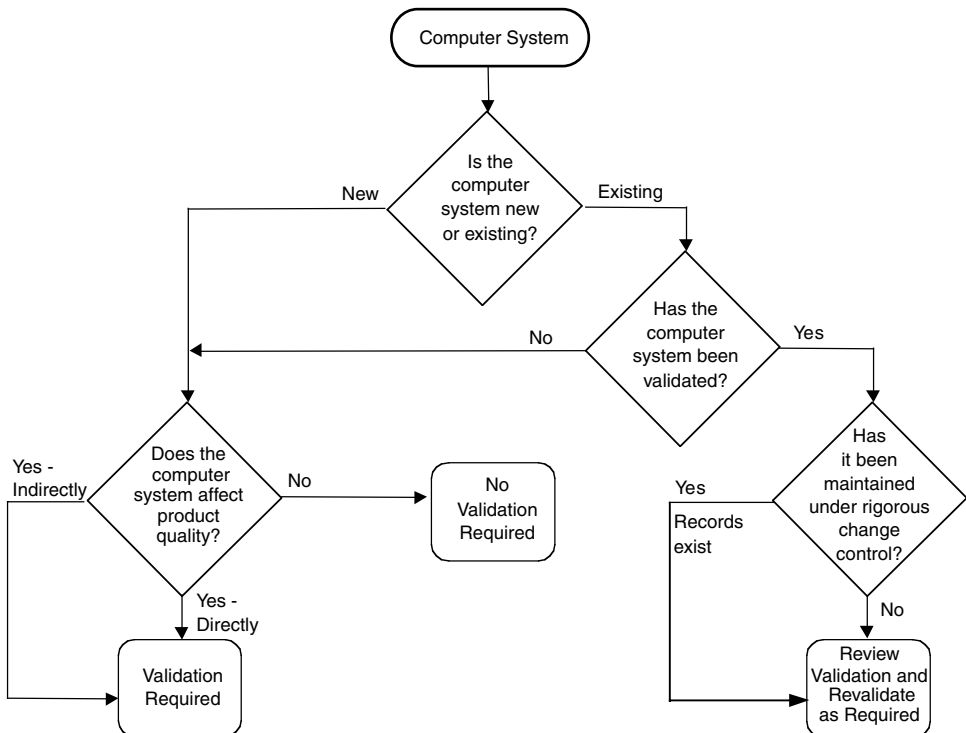 Computer System
Is the
computer
system new
or existing?
New
Existing
Has the
computer
system been
validated?
No
Yes
Does the
computer
system affect
product
quality?
Yes -
Indirectly
No
No
Validation
Required
Has
it been
maintained
under rigorous
change
control?
Yes
Records
exist
Yes -
Directly
No
Validation
Required
Review
Validation and
Revalidate
as Required